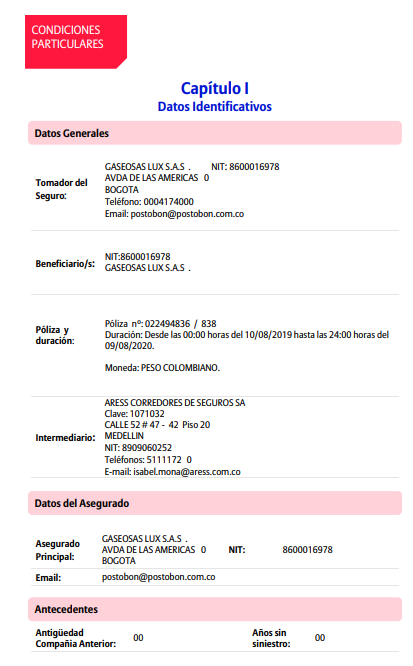 CONDICIONES
PARTICULARES
Capítulo I
Datos Identificativos
Datos Generales
Tomador del
Seguro:
GASEOSAS LUX S.A.S . NIT: 8600016978
AVDA DE LAS AMERICAS 0
BOGOTA
Teléfono: 0004174000
Email: postobon@postobon.com.co
Beneficiario/s:
NIT:8600016978
GASEOSAS LUX S.A.S .
Póliza y
duración:
Póliza nº: 022494836 / 838
Duración: Desde las 00:00 horas del 10/08/2019 hasta las 24:00 horas del
09/08/2020.
Moneda: PESO COLOMBIANO.
Intermediario:
ARESS CORREDORES DE SEGUROS SA
Clave: 1071032
CALLE 52 # 47 - 42 Piso 20
MEDELLIN
NIT: 8909060252
Teléfonos: 5111172 0
E-mail: isabel.mona@aress.com.co
Datos del Asegurado
Asegurado
Principal:
GASEOSAS LUX S.A.S .
AVDA DE LAS AMERICAS 0 NIT: 8600016978
BOGOTA
Email: postobon@postobon.com.co
Antecedentes
Antigüedad
Compañia Anterior: 00
Años sin
siniestro: 00